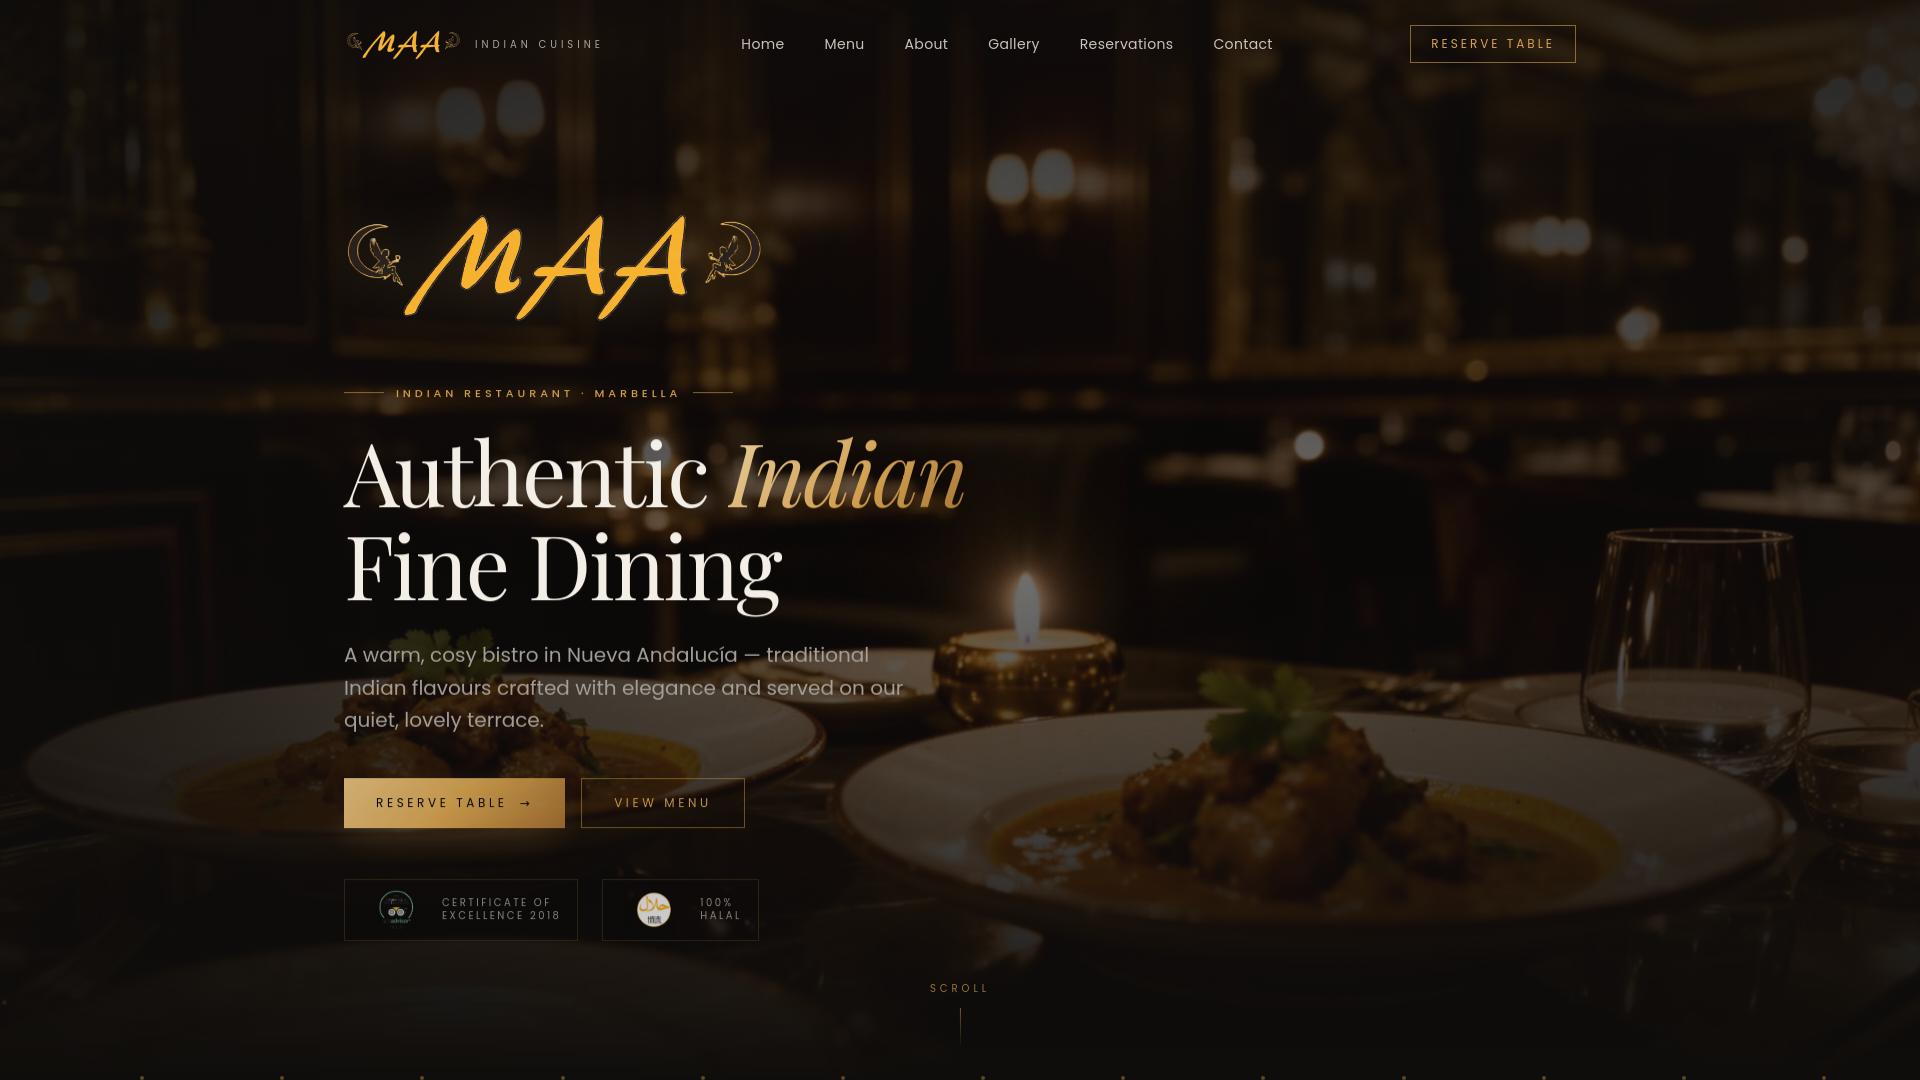 MAA
INDIAN CUISINE
Home
Menu
About
Gallery
Reservations
Contact
RESERVE TABLE
MAA
INDIAN RESTAURANT · MARBELLA
Authentic Indian
Fine Dining
A warm, cosy bistro in Nueva Andalucía — traditional
Indian flavours crafted with elegance and served on our
quiet, lovely terrace.
RESERVE TABLE →
VIEW MENU
CERTIFICATE OF
EXCELLENCE 2018
حلال
100%
HALAL
SCROLL